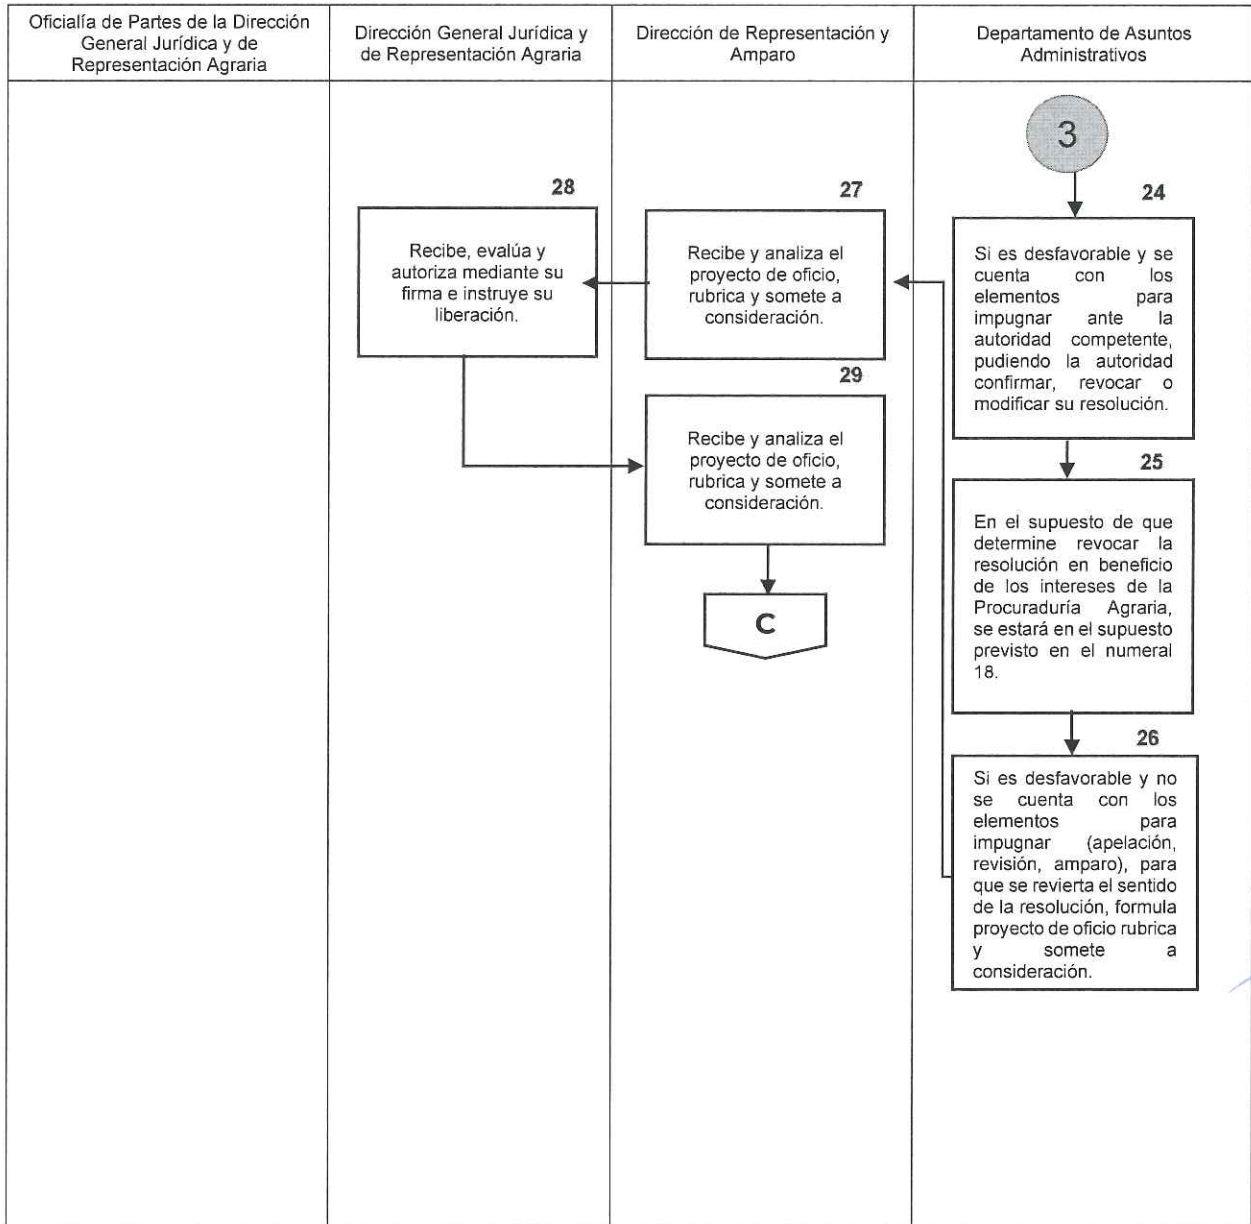 Oficialía de Partes de la Dirección
General Jurídica y de
Representación Agraria
Dirección General Jurídica y
de Representación Agraria
Dirección de Representación y
Amparo
Departamento de Asuntos
Administrativos
3
24
Si es desfavorable y se
cuenta con los
elementos para
impugnar ante la
autoridad competente,
pudiendo la autoridad
confirmar, revocar o
modificar su resolución.
25
En el supuesto de que
determine revocar la
resolución en beneficio
de los intereses de la
Procuraduría Agraria,
se estará en el supuesto
previsto en el numeral
18.
26
Si es desfavorable y no
se cuenta con los
elementos para
impugnar (apelación,
revisión, amparo), para
que se revierta el sentido
de la resolución, formula
proyecto de oficio rubrica
y somete a
consideración.
27
Recibe y analiza el
proyecto de oficio,
rubrica y somete a
consideración.
28
Recibe, evalúa y
autoriza mediante su
firma e instruye su
liberación.
29
Recibe y analiza el
proyecto de oficio,
rubrica y somete a
consideración.
C